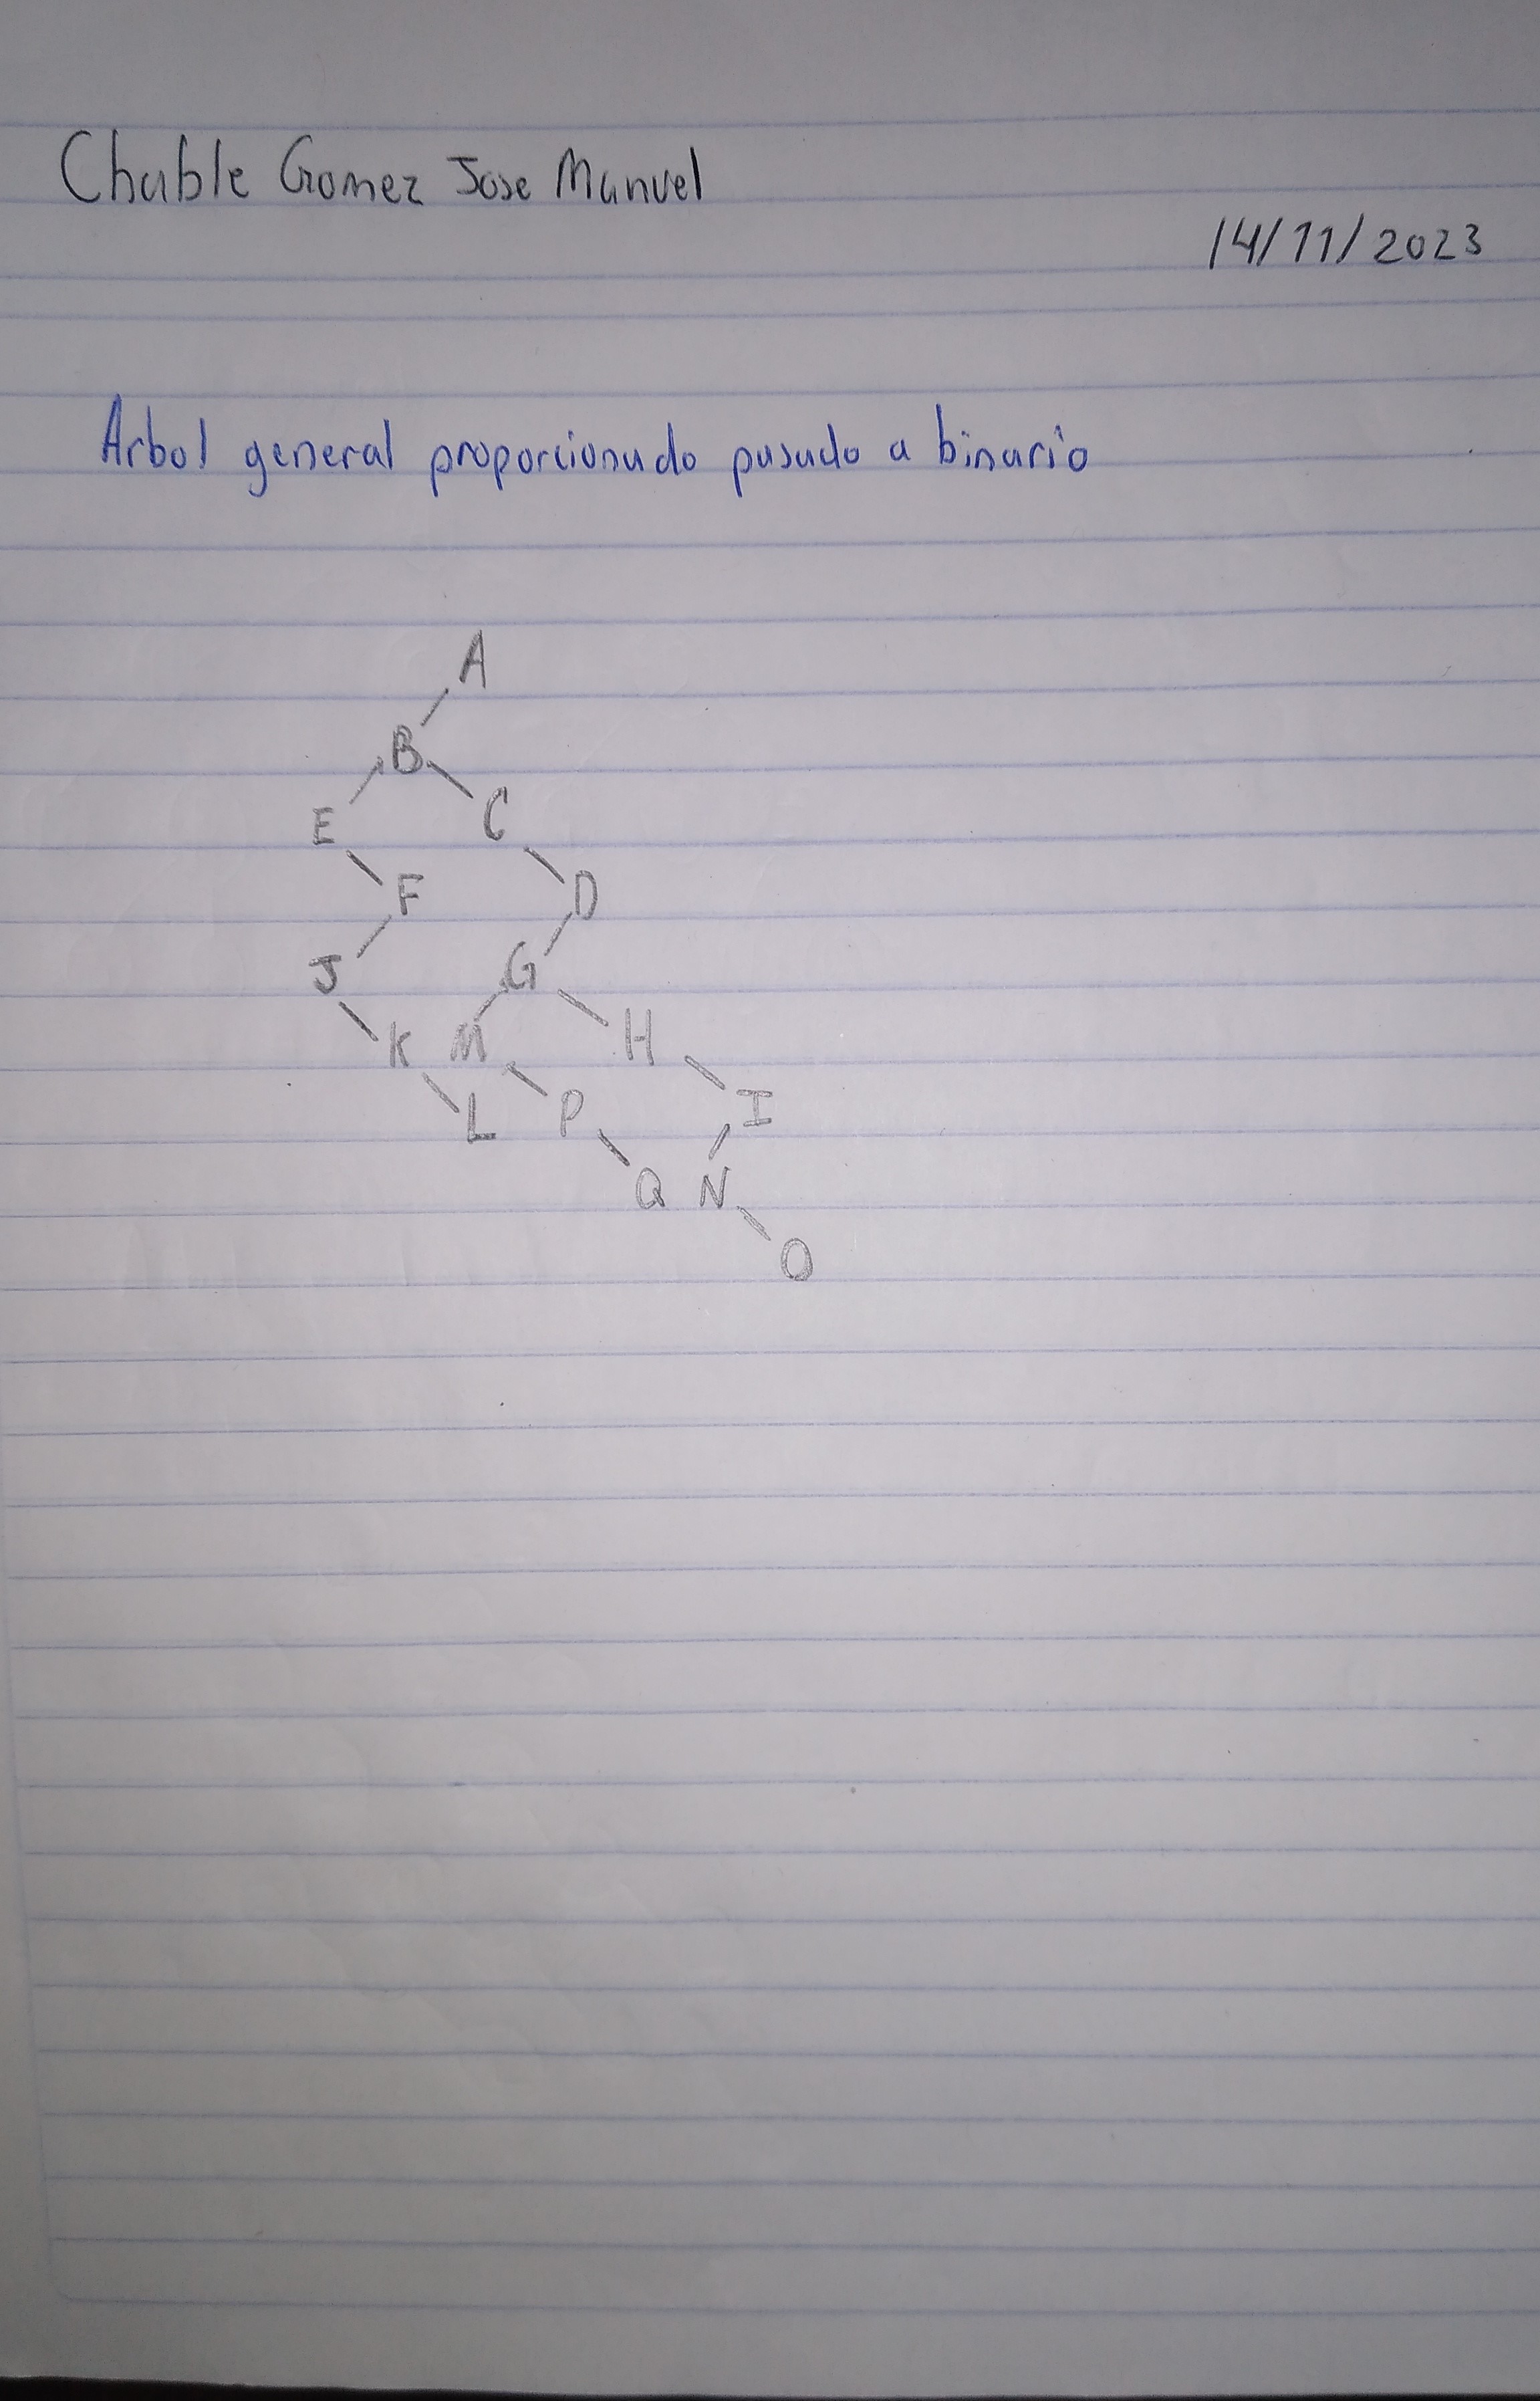 Chable Gomez Jose Manuel
14/11/2023
Arbol general proporcionado pasado a binario
A
B
E C
F D
J G
K M H
L P I
Q N
O